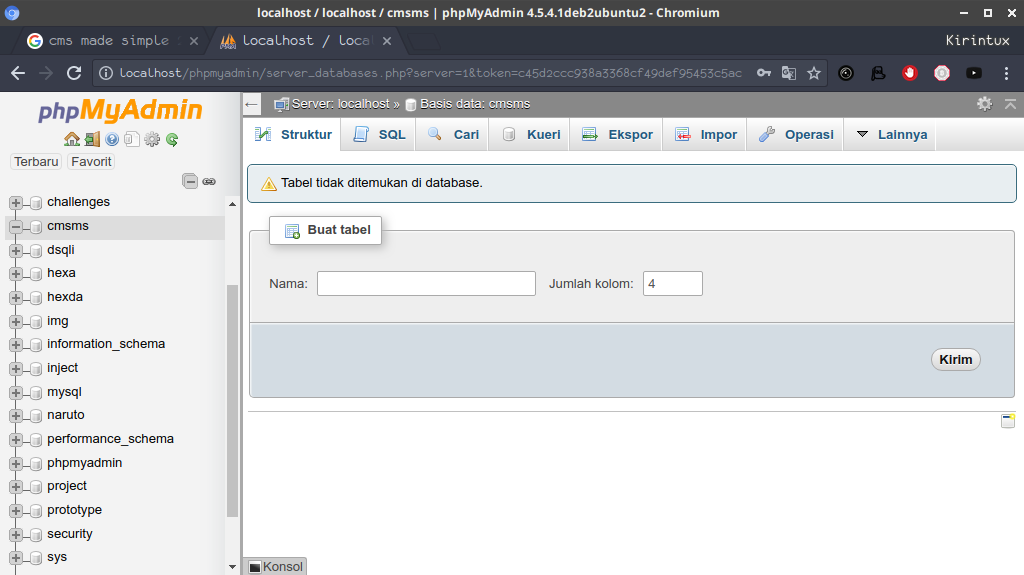 localhost / localhost / cmsms | phpMyAdmin 4.5.4.1deb2ubuntu2 - Chromium
cms made simple
localhost / loca
Kirintux
localhost/phpmyadmin/server_databases.php?server=1&token=c45d2ccc938a3368cf49def95453c5ac
phpMyAdmin
Terbaru Favorit
challenges
cmsms
dsqli
hexa
hexda
img
information_schema
inject
mysql
naruto
performance_schema
phpmyadmin
project
prototype
security
sys
Server: localhost » Basis data: cmsms
Struktur SQL Cari Kueri Ekspor Impor Operasi Lainnya
Tabel tidak ditemukan di database.
Buat tabel
Nama: Jumlah kolom: 4
Kirim
Konsol